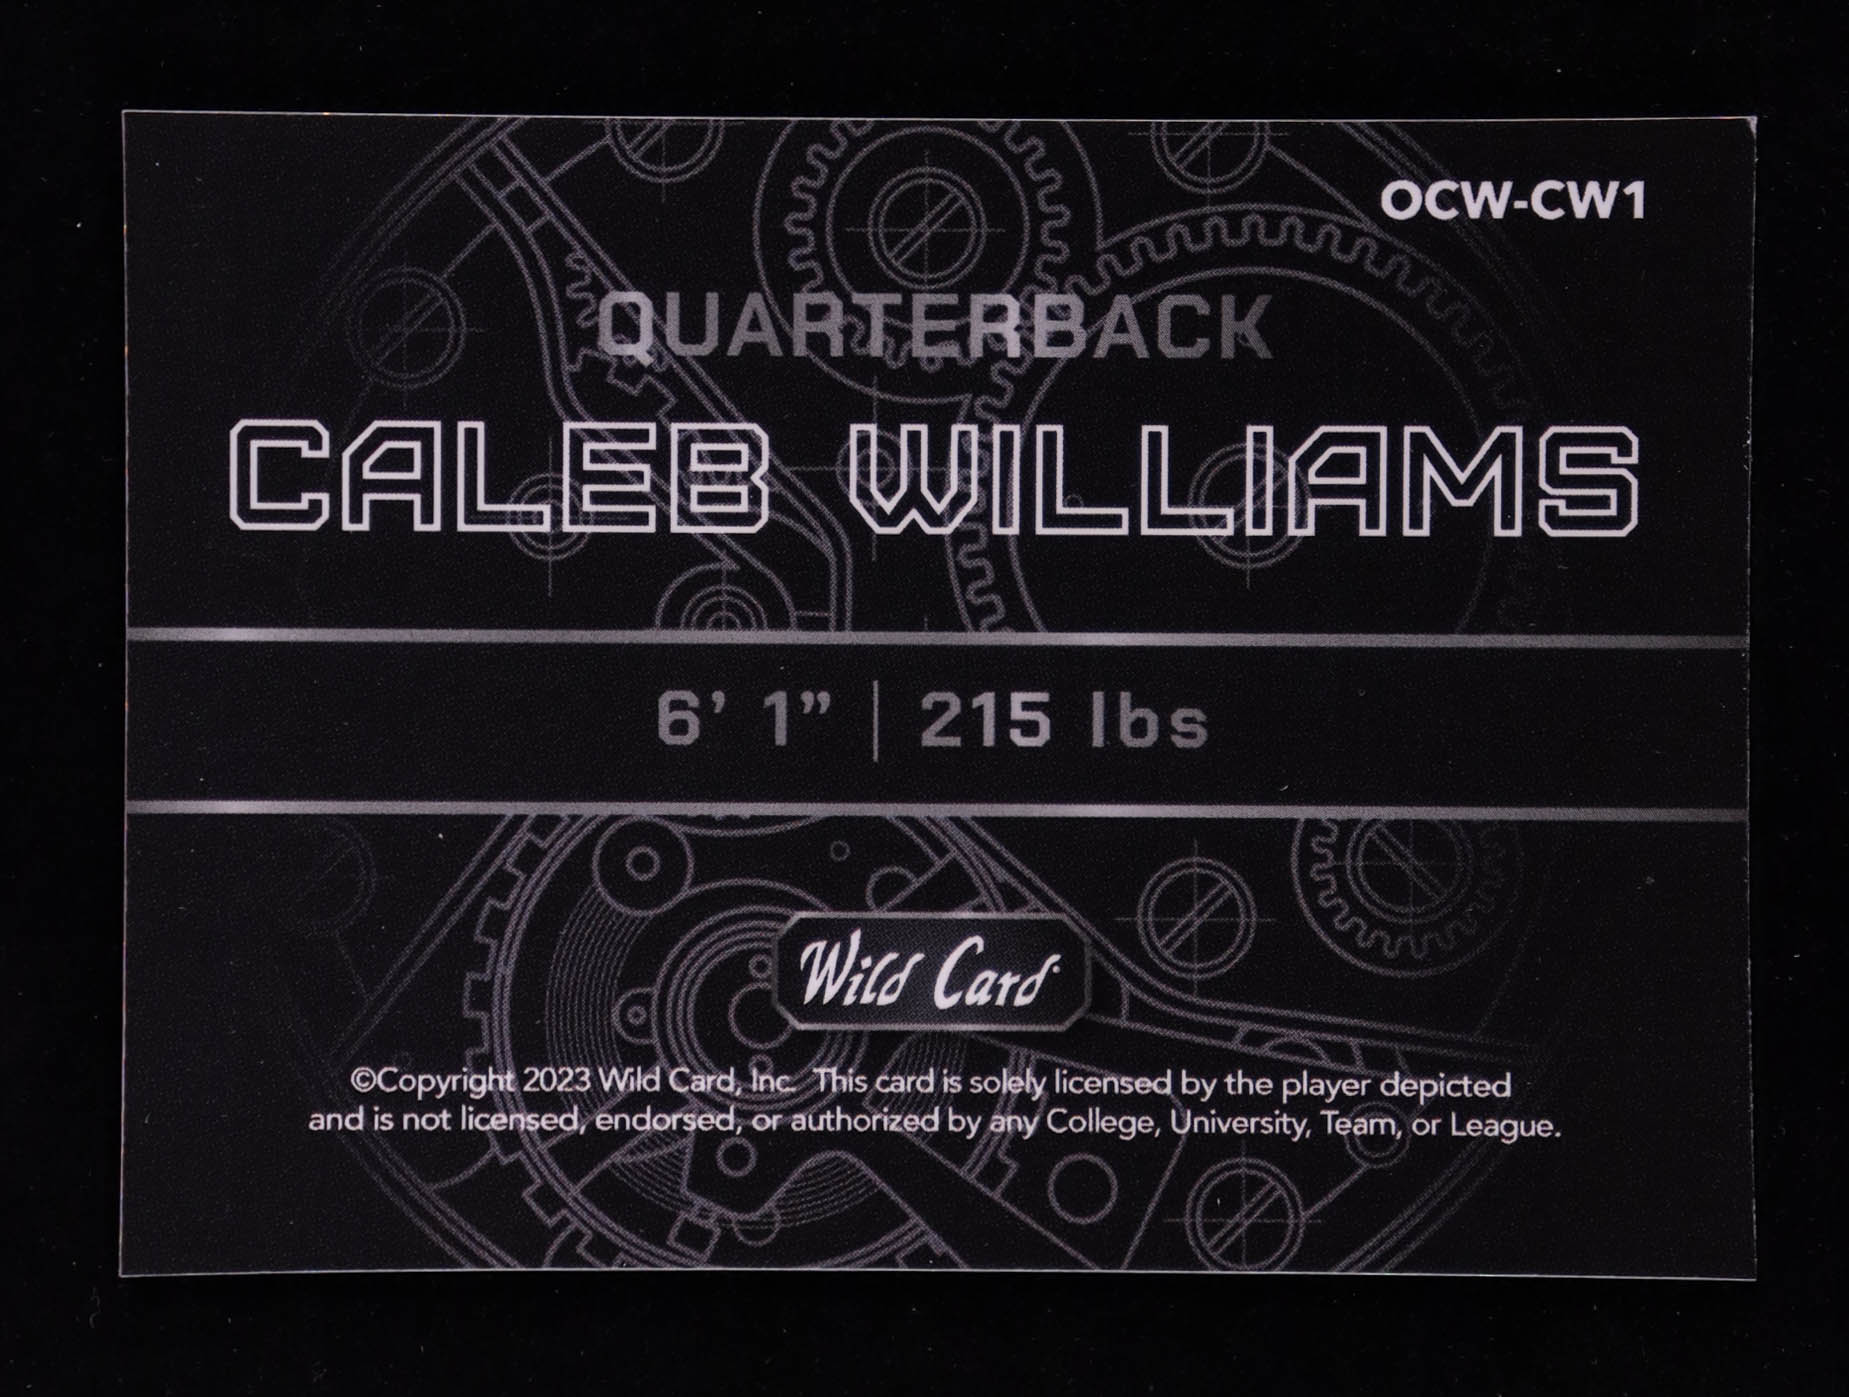 OCW-CW1
QUARTERBACK
CALEB WILLIAMS
6' 1" | 215 lbs
Wild Card
©Copyright 2023 Wild Card, Inc. This card is solely licensed by the player depicted
and is not licensed, endorsed, or authorized by any College, University, Team, or League.